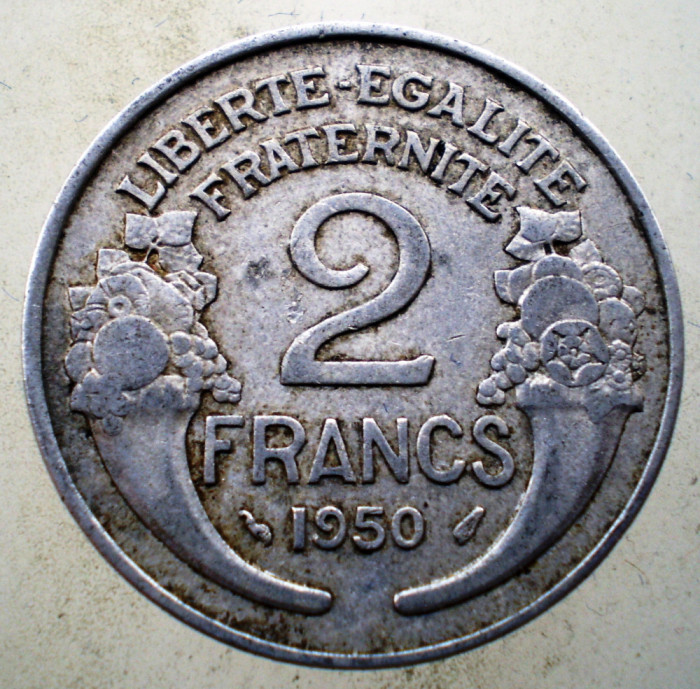 LIBERTE-EGALITE
FRATERNITE
2
FRANCS
1950